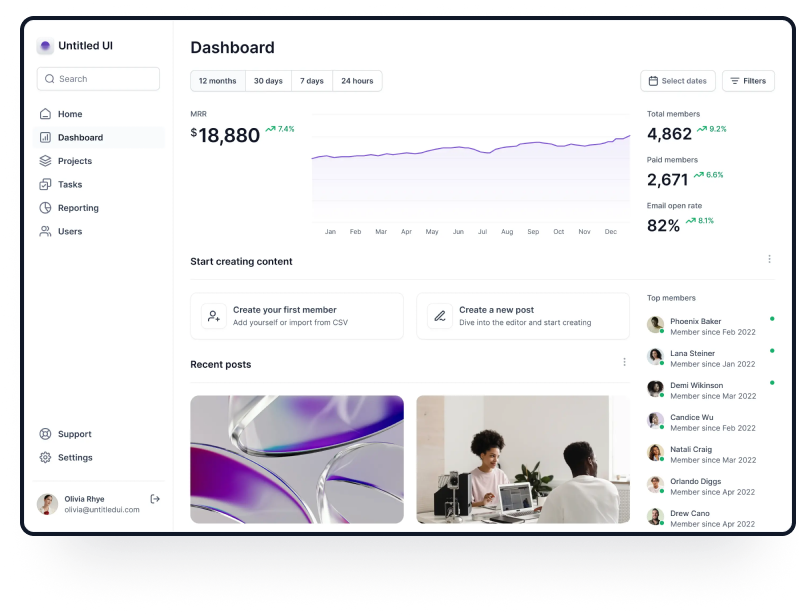 Untitled UI
Search
Home
Dashboard
Projects
Tasks
Reporting
Users
Support
Settings
Olivia Rhye
olivia@untitledui.com
Dashboard
12 months
30 days
7 days
24 hours
Select dates
Filters
MRR
$18,880 7.4%
Jan Feb Mar Apr May Jun Jul Aug Sep Oct Nov Dec
Total members
4,862 9.2%
Paid members
2,671 6.6%
Email open rate
82% 8.1%
Start creating content
Create your first member
Add yourself or import from CSV
Create a new post
Dive into the editor and start creating
Recent posts
Top members
Phoenix Baker
Member since Feb 2022
Lana Steiner
Member since Jan 2022
Demi Wikinson
Member since Mar 2022
Candice Wu
Member since Feb 2022
Natali Craig
Member since Mar 2022
Orlando Diggs
Member since Apr 2022
Drew Cano
Member since Apr 2022